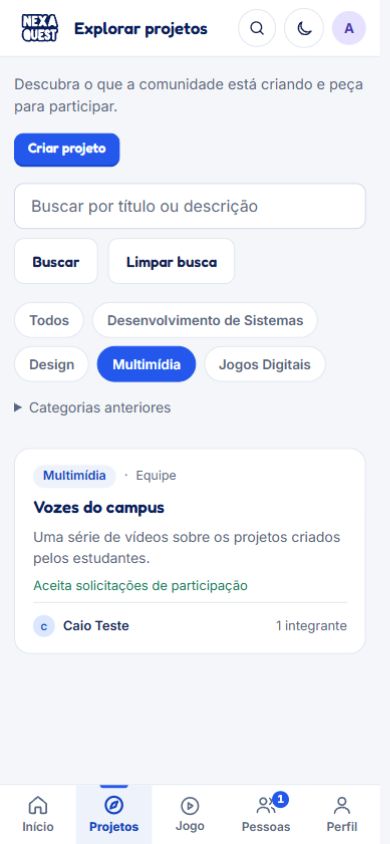 NEXA
QUEST
Explorar projetos
A
Descubra o que a comunidade está criando e peça
para participar.
Criar projeto
Buscar por título ou descrição
Buscar
Limpar busca
Todos
Desenvolvimento de Sistemas
Design
Multimídia
Jogos Digitais
Categorias anteriores
Multimídia · Equipe
Vozes do campus
Uma série de vídeos sobre os projetos criados
pelos estudantes.
Aceita solicitações de participação
c Caio Teste
1 integrante
1
Início
Projetos
Jogo
Pessoas
Perfil